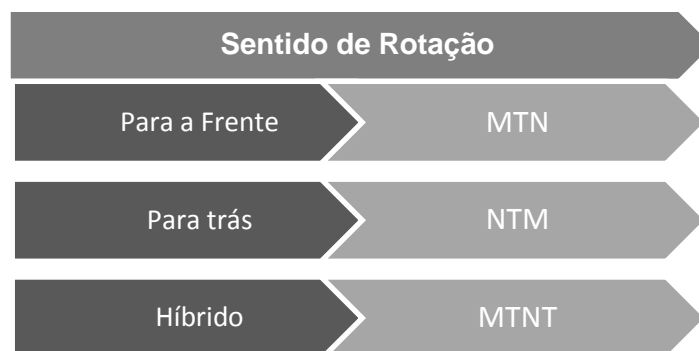 Sentido de Rotação
Para a Frente MTN
Para trás NTM
Híbrido MTNT